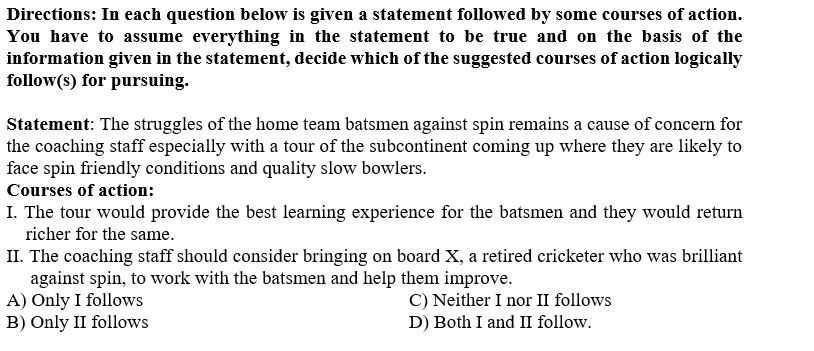 Directions: In each question below is given a statement followed by some courses of action.
You have to assume everything in the statement to be true and on the basis of the
information given in the statement, decide which of the suggested courses of action logically
follow(s) for pursuing.
Statement: The struggles of the home team batsmen against spin remains a cause of concern for
the coaching staff especially with a tour of the subcontinent coming up where they are likely to
face spin friendly conditions and quality slow bowlers.
Courses of action:
I. The tour would provide the best learning experience for the batsmen and they would return
richer for the same.
II. The coaching staff should consider bringing on board X, a retired cricketer who was brilliant
against spin, to work with the batsmen and help them improve.
A) Only I follows C) Neither I nor II follows
B) Only II follows D) Both I and II follow.